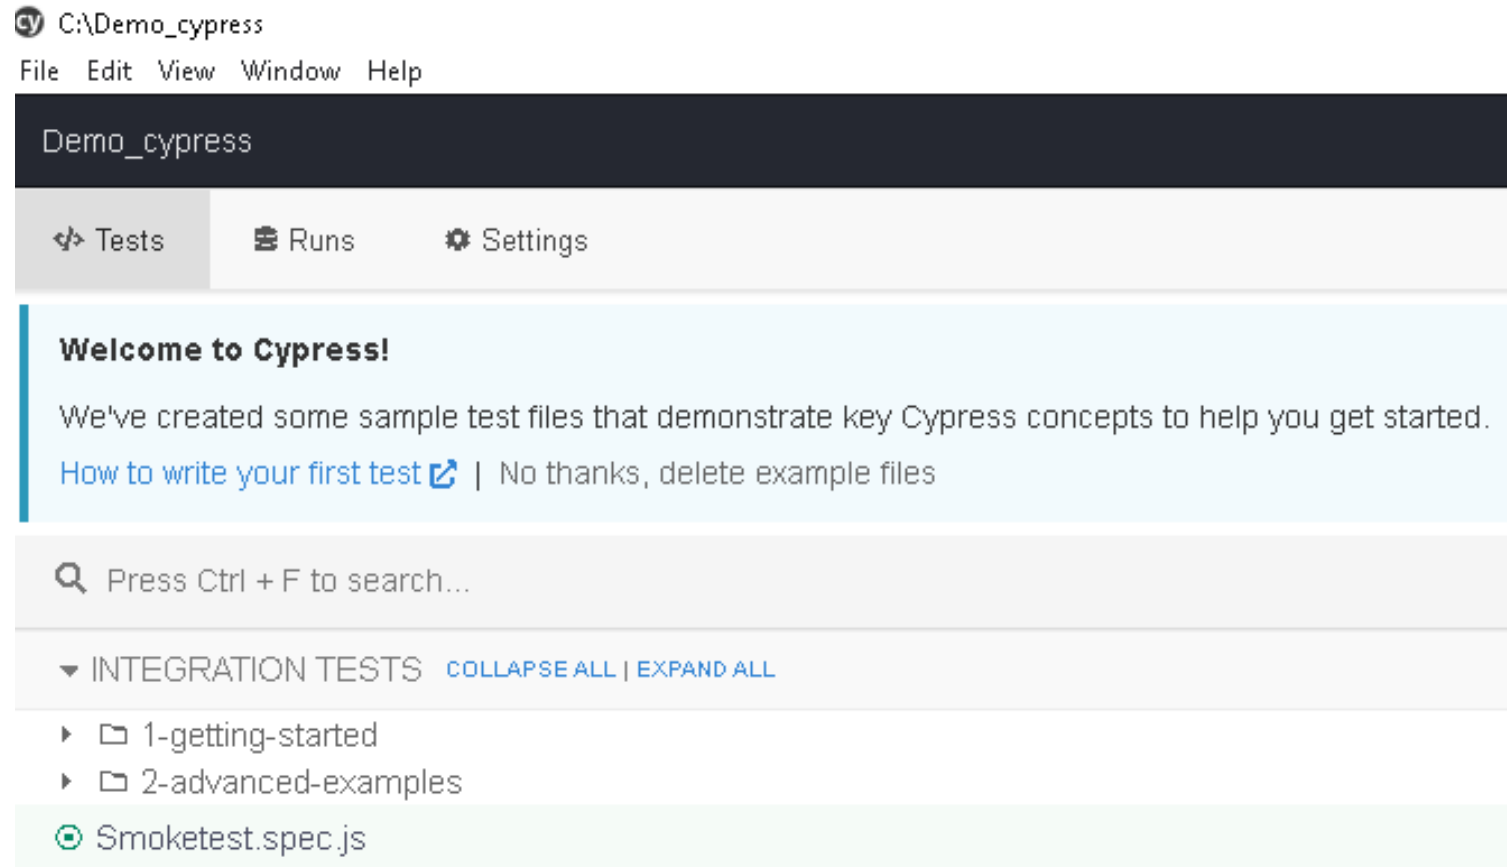 cy C:\Demo_cypress
File Edit View Window Help
Demo_cypress
</> Tests Runs Settings
Welcome to Cypress!
We've created some sample test files that demonstrate key Cypress concepts to help you get started.
How to write your first test | No thanks, delete example files
Press Ctrl + F to search...
INTEGRATION TESTS COLLAPSE ALL | EXPAND ALL
1-getting-started
2-advanced-examples
Smoketest.spec.js